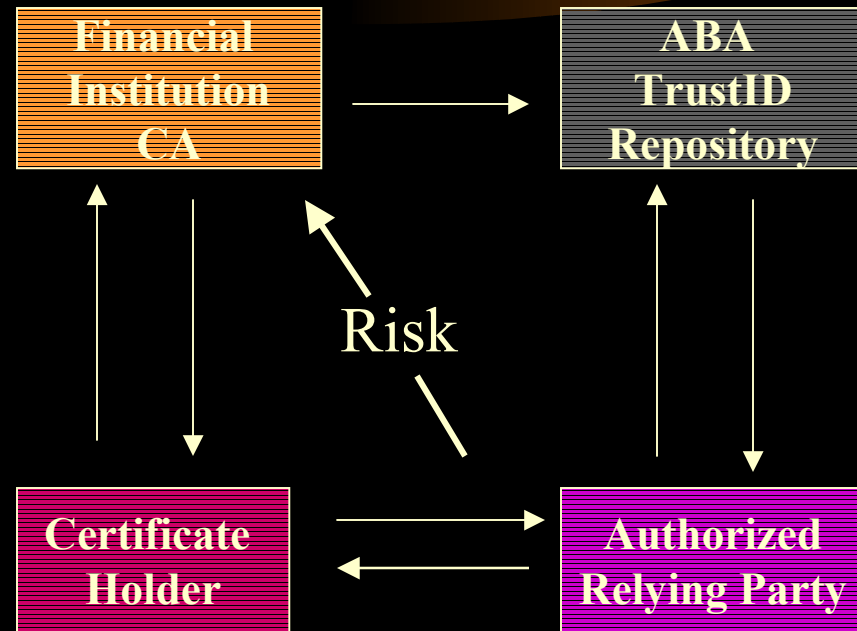 Financial
Institution
CA
ABA
TrustID
Repository
Risk
Certificate
Holder
Authorized
Relying Party